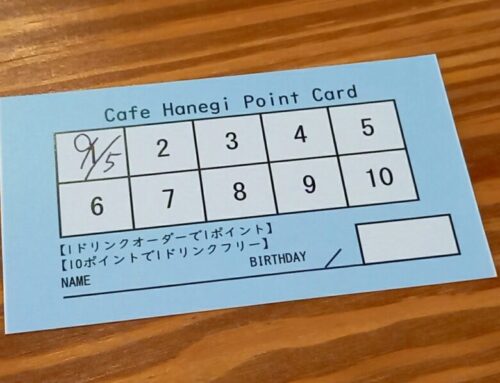 Cafe Hanegi Point Card
9/5 2 3 4 5
6 7 8 9 10
【1ドリンクオーダーで1ポイント】
【10ポイントで1ドリンクフリー】
NAME BIRTHDAY /